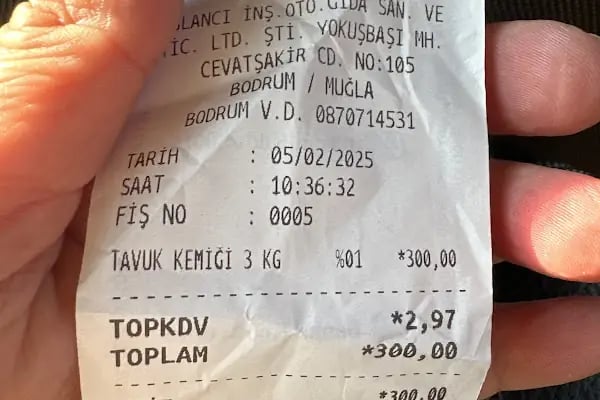 İNŞ.OTO.GIDA SAN. VE
LTD. ŞTİ. YOKUŞBAŞI MH.
CEVATŞAKİR CD. NO:105
BODRUM / MUĞLA
BODRUM V.D. 0870714531
TARİH : 05/02/2025
SAAT : 10:36:32
FİŞ NO : 0005
TAVUK KEMİĞİ 3 KG %01 *300,00
TOPKDV *2,97
TOPLAM *300,00
*300,00